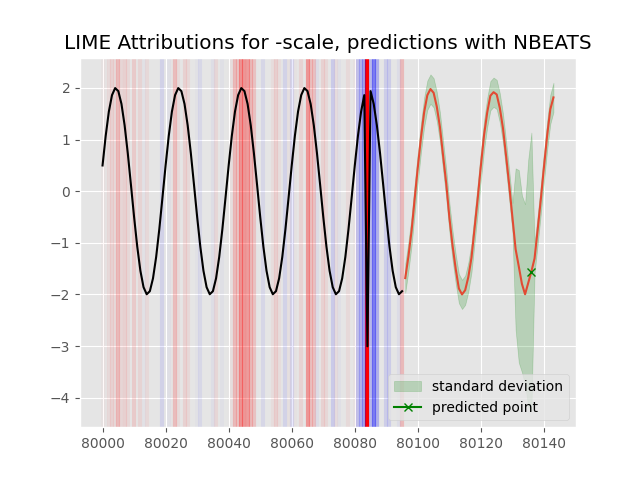 LIME Attributions for -scale, predictions with NBEATS
2
1
0
−1
−2
−3
−4
standard deviation
predicted point
80000 80020 80040 80060 80080 80100 80120 80140